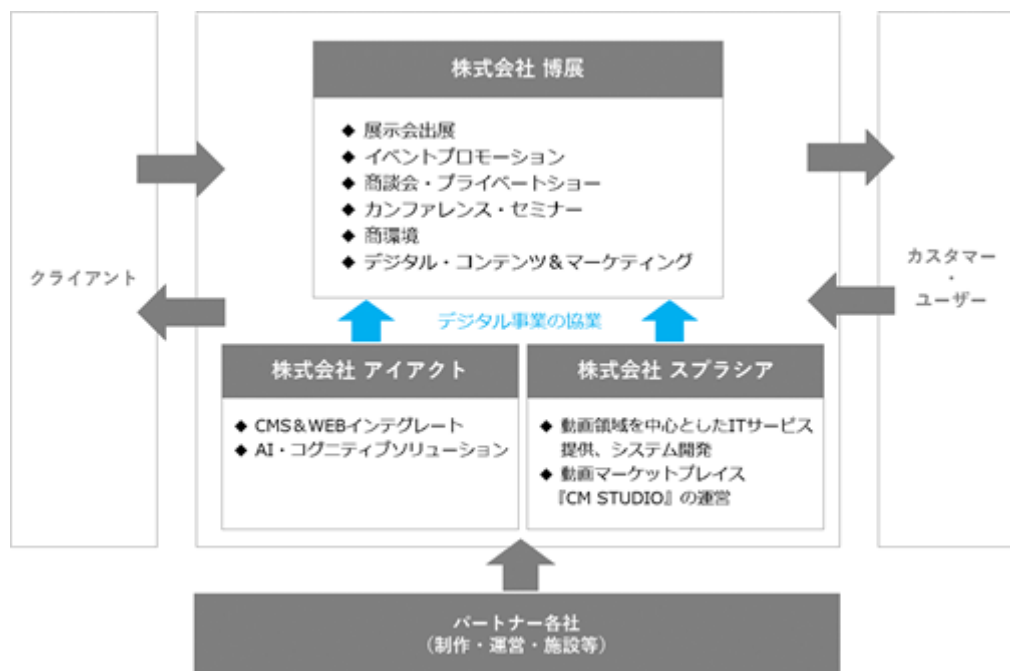 株式会社 博展
◆ 展示会出展
◆ イベントプロモーション
◆ 商談会・プライベートショー
◆ カンファレンス・セミナー
◆ 商環境
◆ デジタル・コンテンツ＆マーケティング
クライアント
カスタマー
・
ユーザー
デジタル事業の協業
株式会社 アイアクト
◆ CMS＆WEBインテグレート
◆ AI・コグニティブソリューション
株式会社 スプラシア
◆ 動画領域を中心としたITサービス
提供、システム開発
◆ 動画マーケットプレイス
『CM STUDIO』の運営
パートナー各社
（制作・運営・施設等）